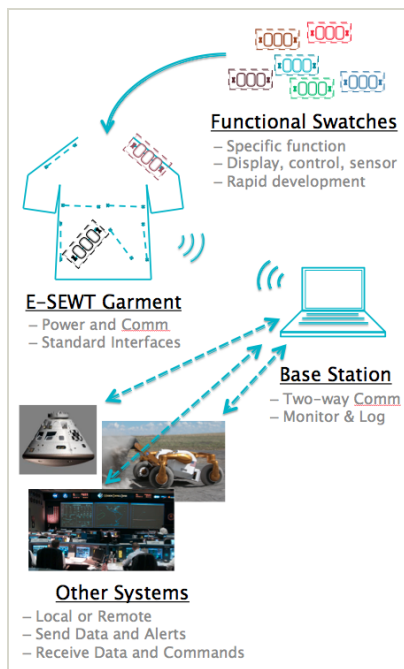 Functional Swatches
– Specific function
– Display, control, sensor
– Rapid development
E-SEWT Garment
– Power and Comm
– Standard Interfaces
Base Station
– Two-way Comm
– Monitor & Log
Other Systems
– Local or Remote
– Send Data and Alerts
– Receive Data and Commands